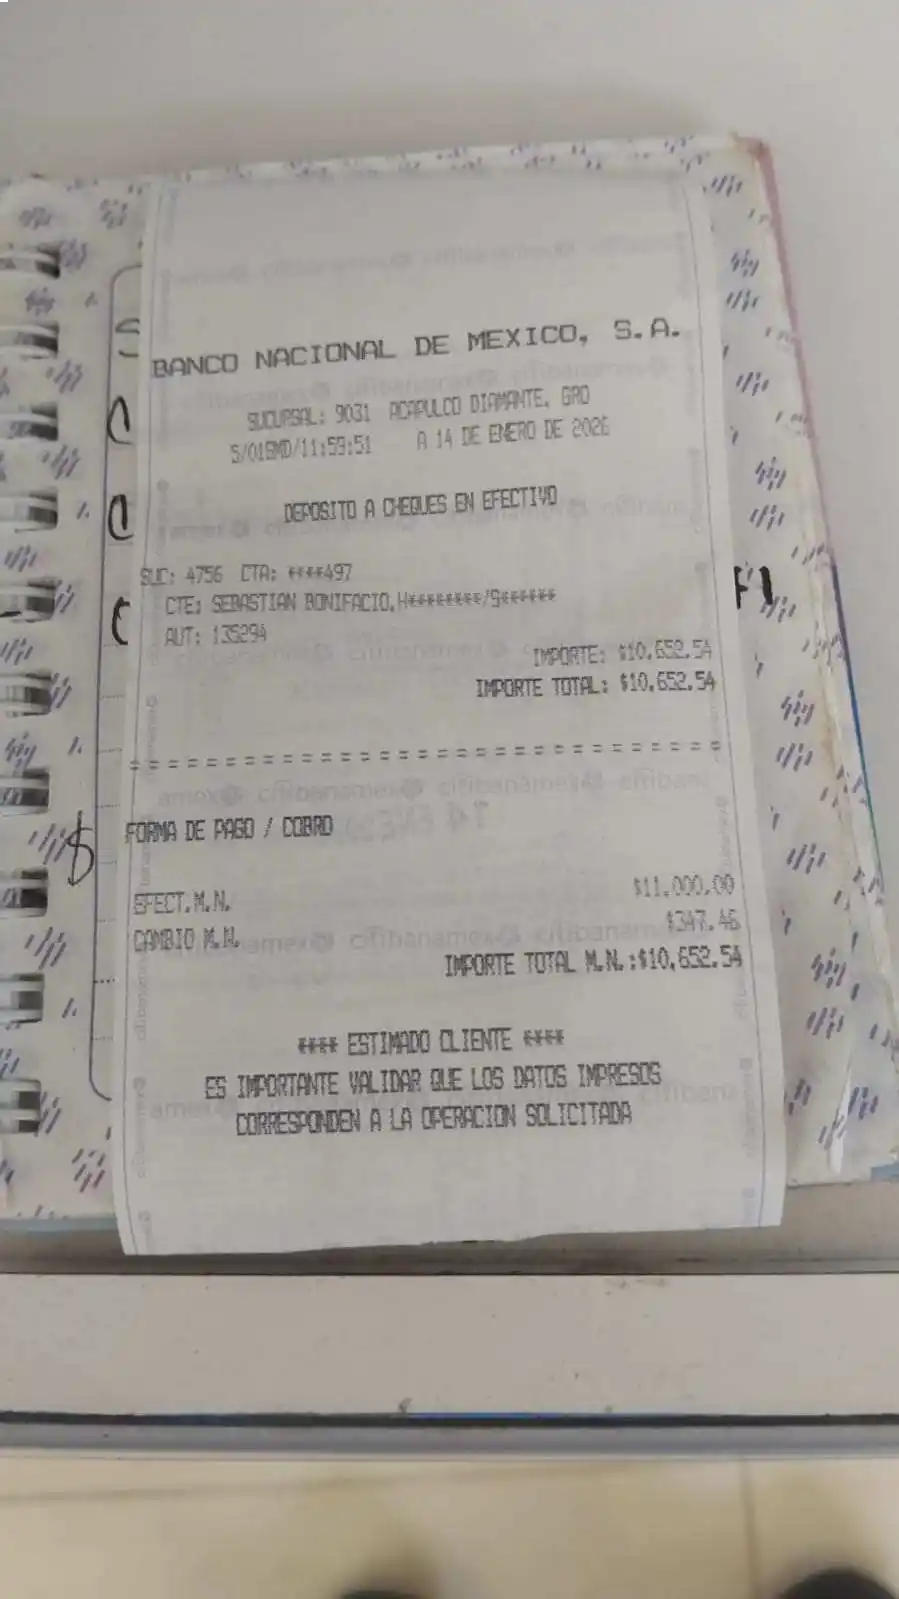 BANCO NACIONAL DE MEXICO, S.A.
SUCURSAL: 9031 ACAPULCO DIAMANTE, GRO
S/01SMD/11:59:51 A 14 DE ENERO DE 2026
DEPOSITO A CHEQUES EN EFECTIVO
SUC: 4756 CTA: ****497
CTE: SEBASTIAN BONIFACIO,H********/S******
AUT: 135294
IMPORTE: $10,652.54
IMPORTE TOTAL: $10,652.54
FORMA DE PAGO / COBRO
EFECT.M.N. $11,000.00
CAMBIO M.N. $347.46
IMPORTE TOTAL M.N.:$10,652.54
**** ESTIMADO CLIENTE ****
ES IMPORTANTE VALIDAR QUE LOS DATOS IMPRESOS
CORRESPONDEN A LA OPERACION SOLICITADA